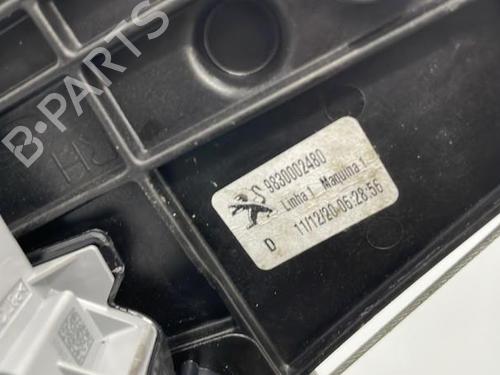 B-PARTS
9830002480
Linha 1 Maquina 1
D 11/12/20-06:28:56